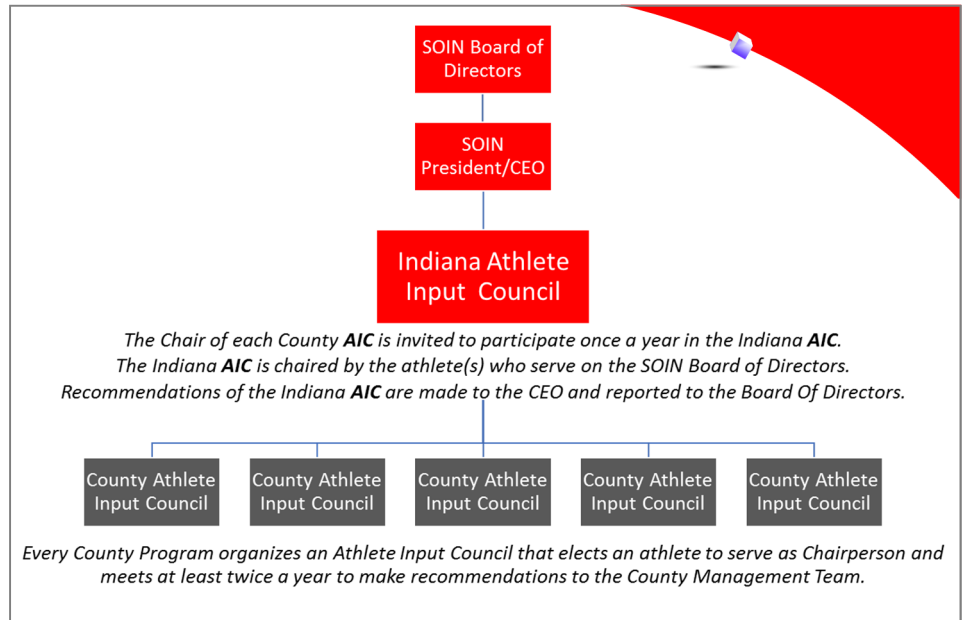 SOIN Board of
Directors
SOIN
President/CEO
Indiana Athlete
Input Council
The Chair of each County AIC is invited to participate once a year in the Indiana AIC.
The Indiana AIC is chaired by the athlete(s) who serve on the SOIN Board of Directors.
Recommendations of the Indiana AIC are made to the CEO and reported to the Board Of Directors.
County Athlete
Input Council
County Athlete
Input Council
County Athlete
Input Council
County Athlete
Input Council
County Athlete
Input Council
Every County Program organizes an Athlete Input Council that elects an athlete to serve as Chairperson and
meets at least twice a year to make recommendations to the County Management Team.